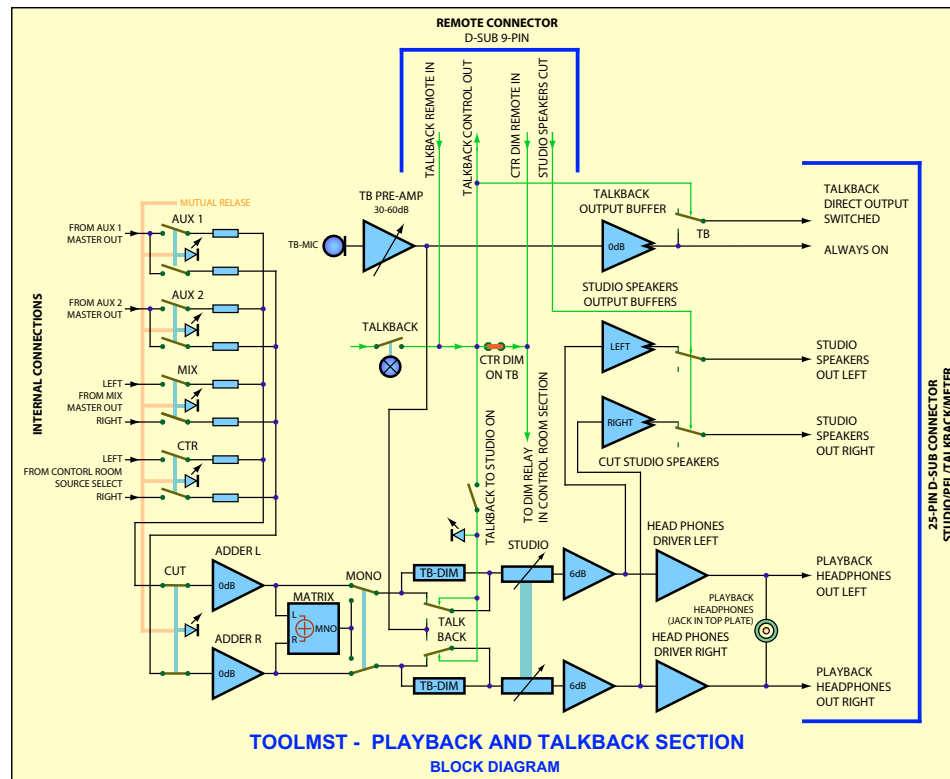 REMOTE CONNECTOR
D-SUB 9-PIN
TALKBACK REMOTE IN
TALKBACK CONTROL OUT
CTR DIM REMOTE IN
STUDIO SPEAKERS CUT
MUTUAL RELASE
AUX 1
FROM AUX 1
MASTER OUT
AUX 2
FROM AUX 2
MASTER OUT
MIX
LEFT
FROM MIX
MASTER OUT
RIGHT
CTR
LEFT
FROM CONTORL ROOM
SOURCE SELECT
RIGHT
INTERNAL CONNECTIONS
TB PRE-AMP
30-60dB
TB-MIC
TALKBACK
OUTPUT BUFFER
0dB
TB
TALKBACK
DIRECT OUTPUT
SWITCHED
ALWAYS ON
STUDIO SPEAKERS
OUTPUT BUFFERS
TALKBACK
CTR DIM
ON TB
LEFT
STUDIO
SPEAKERS
OUT LEFT
RIGHT
STUDIO
SPEAKERS
OUT RIGHT
CUT STUDIO SPEAKERS
TALKBACK TO STUDIO ON
TO DIM RELAY
IN CONTROL ROOM SECTION
25-PIN D-SUB CONNECTOR
STUDIO/PFL/TALKBACK/METER
CUT
ADDER L
0dB
MATRIX
L
R
MNO
ADDER R
0dB
MONO
TB-DIM
TALK
BACK
TB-DIM
STUDIO
6dB
6dB
HEAD PHONES
DRIVER LEFT
PLAYBACK
HEADPHONES
(JACK IN TOP PLATE)
HEAD PHONES
DRIVER RIGHT
PLAYBACK
HEADPHONES
OUT LEFT
PLAYBACK
HEADPHONES
OUT RIGHT
TOOLMST - PLAYBACK AND TALKBACK SECTION
BLOCK DIAGRAM